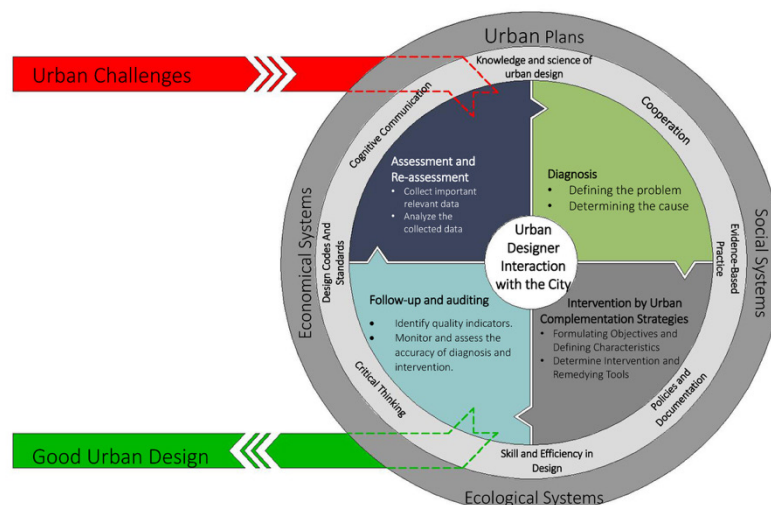 Urban Plans
Urban Challenges
Knowledge and science of
urban design
Cognitive Communication
Cooperation
Assessment and
Re-assessment
• Collect important
relevant data
• Analyze the
collected data
Diagnosis
• Defining the problem
• Determining the cause
Urban
Designer
Interaction
with the City
Economical Systems
Design Codes And
Standards
Evidence-Based
Practice
Social Systems
Follow-up and auditing
• Identify quality indicators.
• Monitor and assess the
accuracy of diagnosis and
intervention.
Intervention by Urban
Complementation Strategies
• Formulating Objectives and
Defining Characteristics
• Determine Intervention and
Remedying Tools
Critical Thinking
Policies and
Documentation
Good Urban Design
Skill and Efficiency in
Design
Ecological Systems